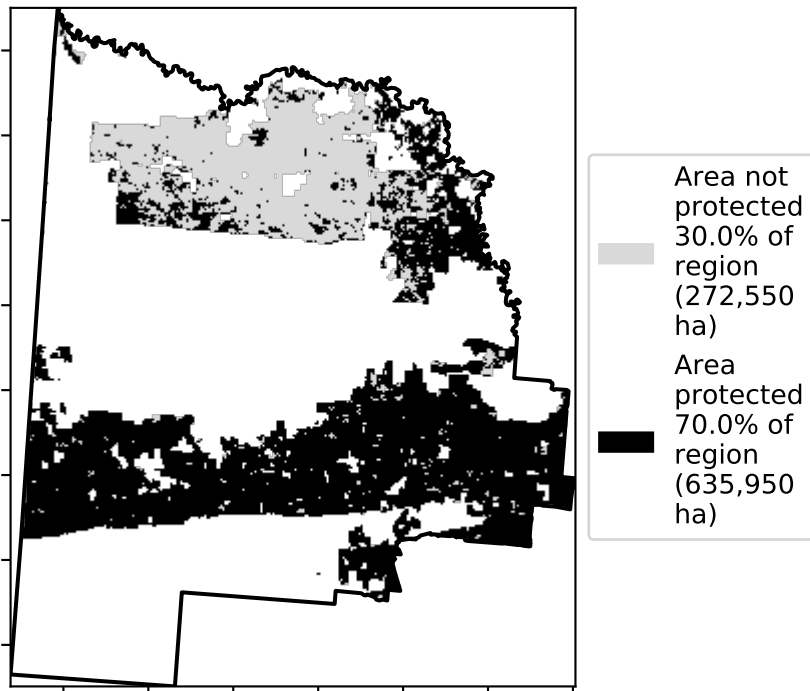 Area not
protected
30.0% of
region
(272,550
ha)
Area
protected
70.0% of
region
(635,950
ha)